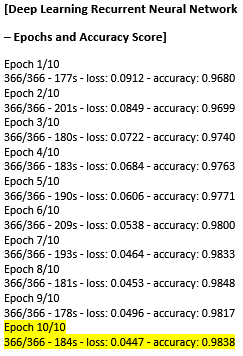 [Deep Learning Recurrent Neural Network
– Epochs and Accuracy Score]
Epoch 1/10
366/366 - 177s - loss: 0.0912 - accuracy: 0.9680
Epoch 2/10
366/366 - 201s - loss: 0.0849 - accuracy: 0.9699
Epoch 3/10
366/366 - 180s - loss: 0.0722 - accuracy: 0.9740
Epoch 4/10
366/366 - 183s - loss: 0.0684 - accuracy: 0.9763
Epoch 5/10
366/366 - 190s - loss: 0.0606 - accuracy: 0.9771
Epoch 6/10
366/366 - 209s - loss: 0.0538 - accuracy: 0.9800
Epoch 7/10
366/366 - 193s - loss: 0.0464 - accuracy: 0.9833
Epoch 8/10
366/366 - 181s - loss: 0.0453 - accuracy: 0.9848
Epoch 9/10
366/366 - 178s - loss: 0.0496 - accuracy: 0.9817
Epoch 10/10
366/366 - 184s - loss: 0.0447 - accuracy: 0.9838